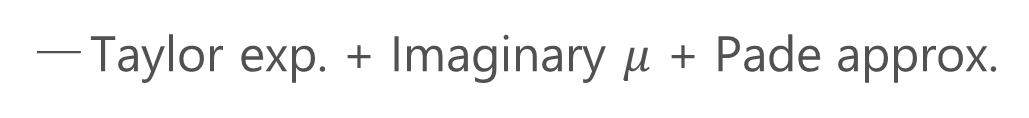 — Taylor exp. + Imaginary μ + Pade approx.